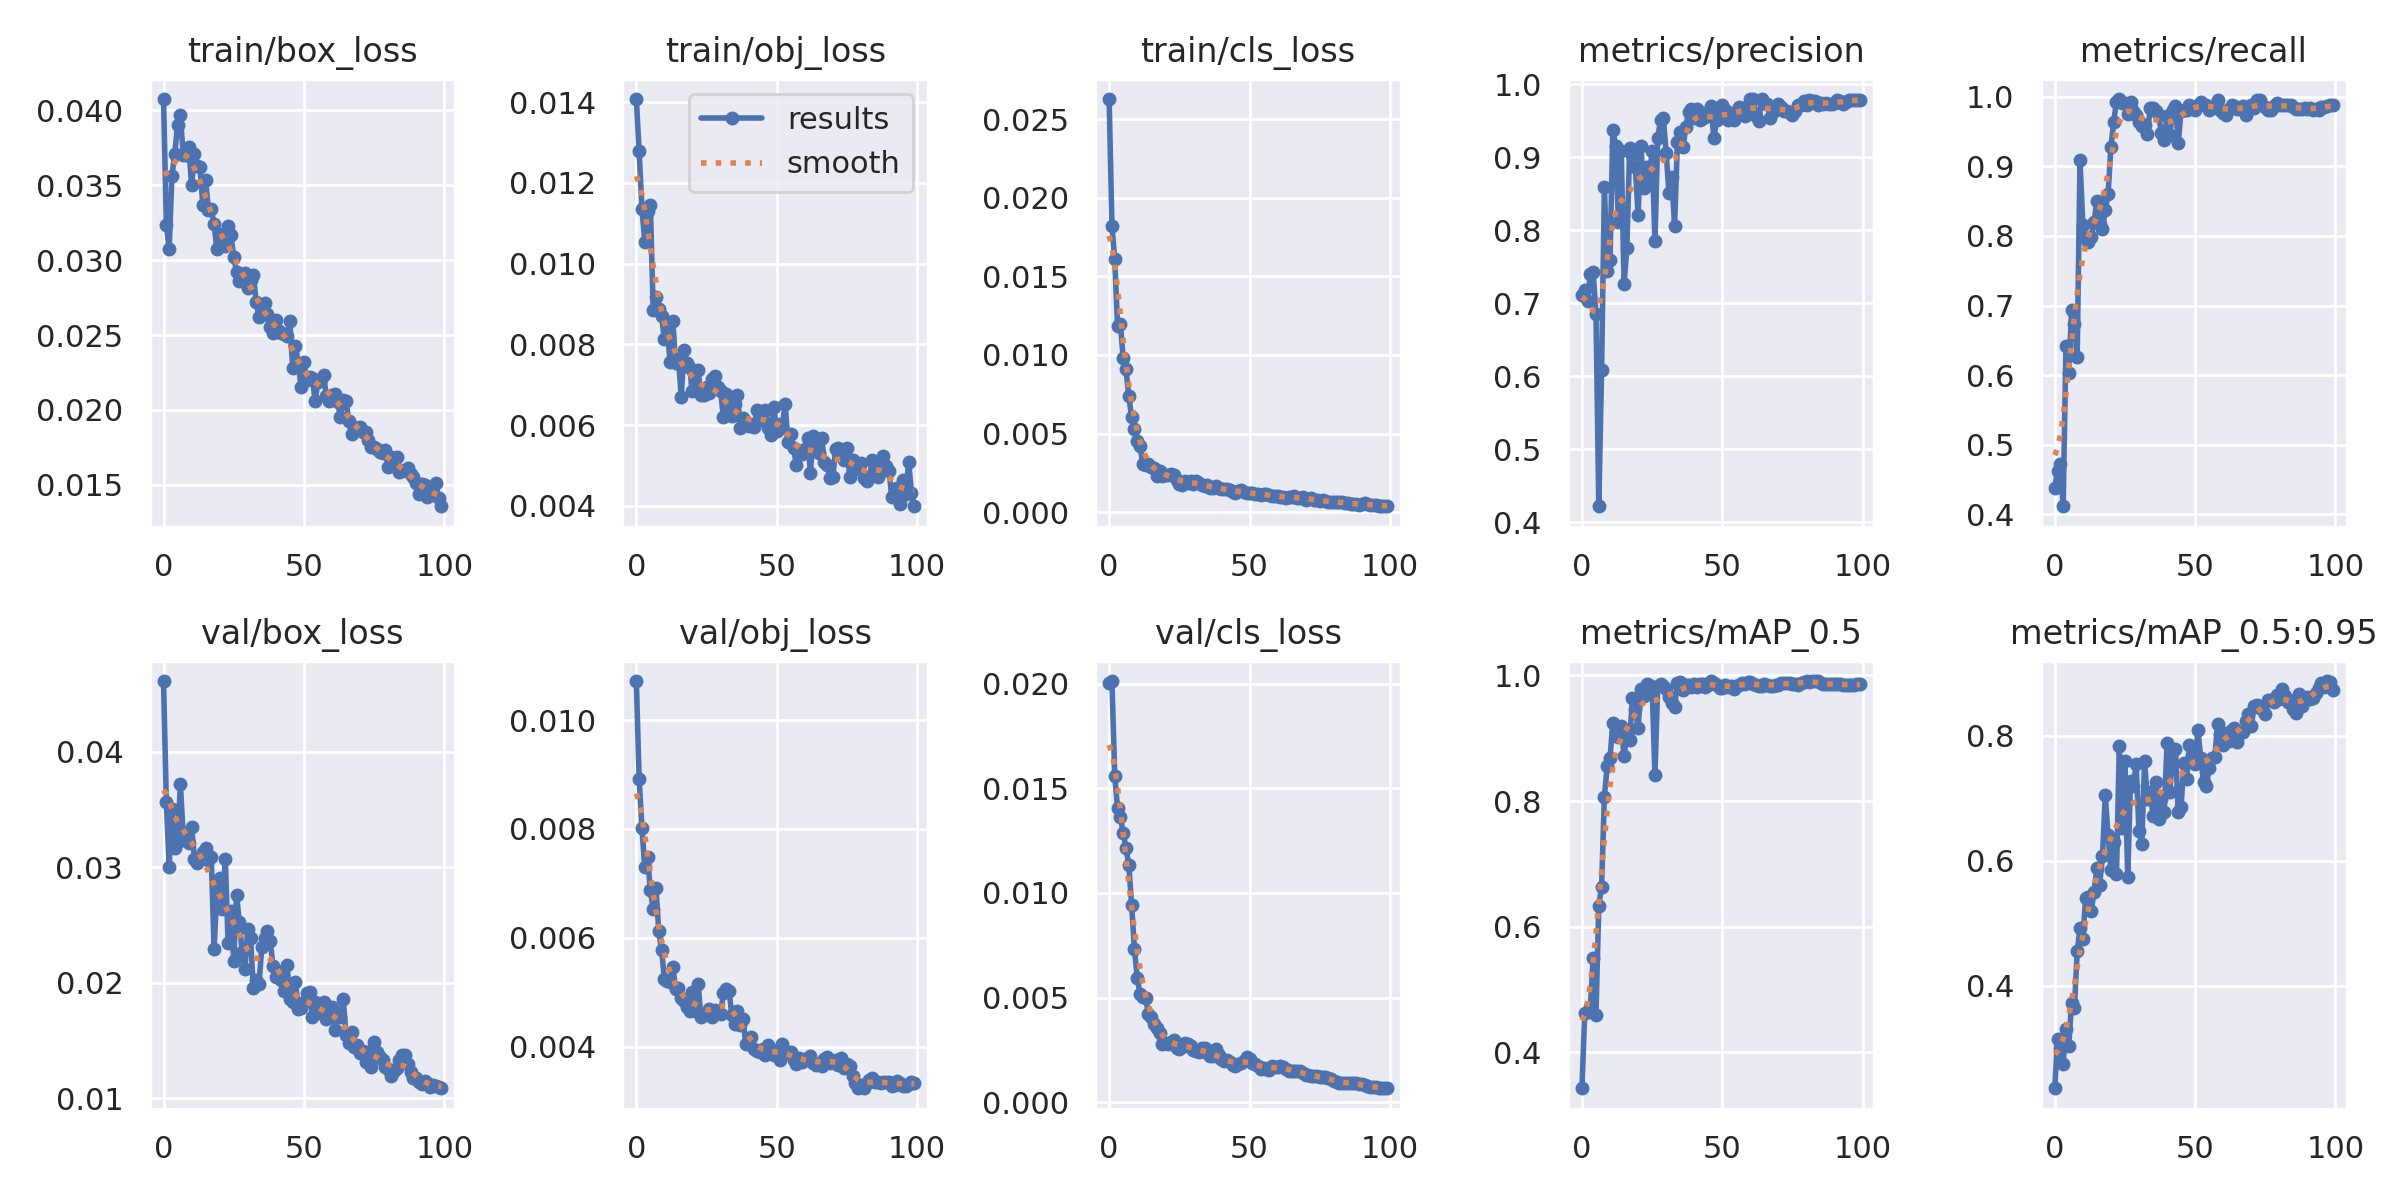 train/box_loss
0.040
0.035
0.030
0.025
0.020
0.015
0 50 100
train/obj_loss
results
smooth
0.014
0.012
0.010
0.008
0.006
0.004
0 50 100
train/cls_loss
0.025
0.020
0.015
0.010
0.005
0.000
0 50 100
metrics/precision
1.0
0.9
0.8
0.7
0.6
0.5
0.4
0 50 100
metrics/recall
1.0
0.9
0.8
0.7
0.6
0.5
0.4
0 50 100
val/box_loss
0.04
0.03
0.02
0.01
0 50 100
val/obj_loss
0.010
0.008
0.006
0.004
0 50 100
val/cls_loss
0.020
0.015
0.010
0.005
0.000
0 50 100
metrics/mAP_0.5
1.0
0.8
0.6
0.4
0 50 100
metrics/mAP_0.5:0.95
0.8
0.6
0.4
0 50 100